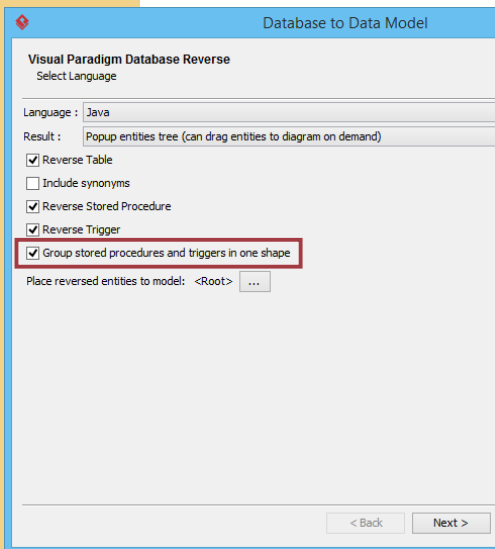 Database to Data Model
Visual Paradigm Database Reverse
Select Language
Language : Java
Result : Popup entities tree (can drag entities to diagram on demand)
Reverse Table
Include synonyms
Reverse Stored Procedure
Reverse Trigger
Group stored procedures and triggers in one shape
Place reversed entities to model: <Root> ...
< Back Next >